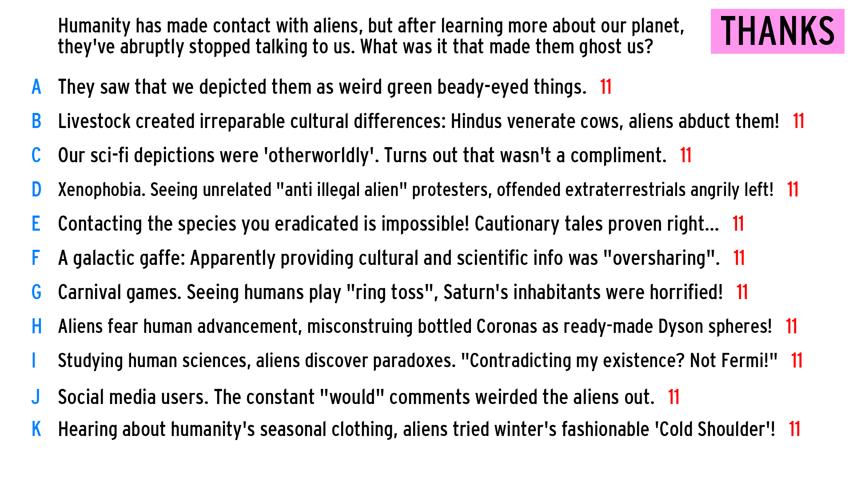 Humanity has made contact with aliens, but after learning more about our planet,
they've abruptly stopped talking to us. What was it that made them ghost us?
THANKS
A They saw that we depicted them as weird green beady-eyed things. 11
B Livestock created irreparable cultural differences: Hindus venerate cows, aliens abduct them! 11
C Our sci-fi depictions were 'otherworldly'. Turns out that wasn't a compliment. 11
D Xenophobia. Seeing unrelated "anti illegal alien" protesters, offended extraterrestrials angrily left! 11
E Contacting the species you eradicated is impossible! Cautionary tales proven right... 11
F A galactic gaffe: Apparently providing cultural and scientific info was "oversharing". 11
G Carnival games. Seeing humans play "ring toss", Saturn's inhabitants were horrified! 11
H Aliens fear human advancement, misconstruing bottled Coronas as ready-made Dyson spheres! 11
I Studying human sciences, aliens discover paradoxes. "Contradicting my existence? Not Fermi!" 11
J Social media users. The constant "would" comments weirded the aliens out. 11
K Hearing about humanity's seasonal clothing, aliens tried winter's fashionable 'Cold Shoulder'! 11